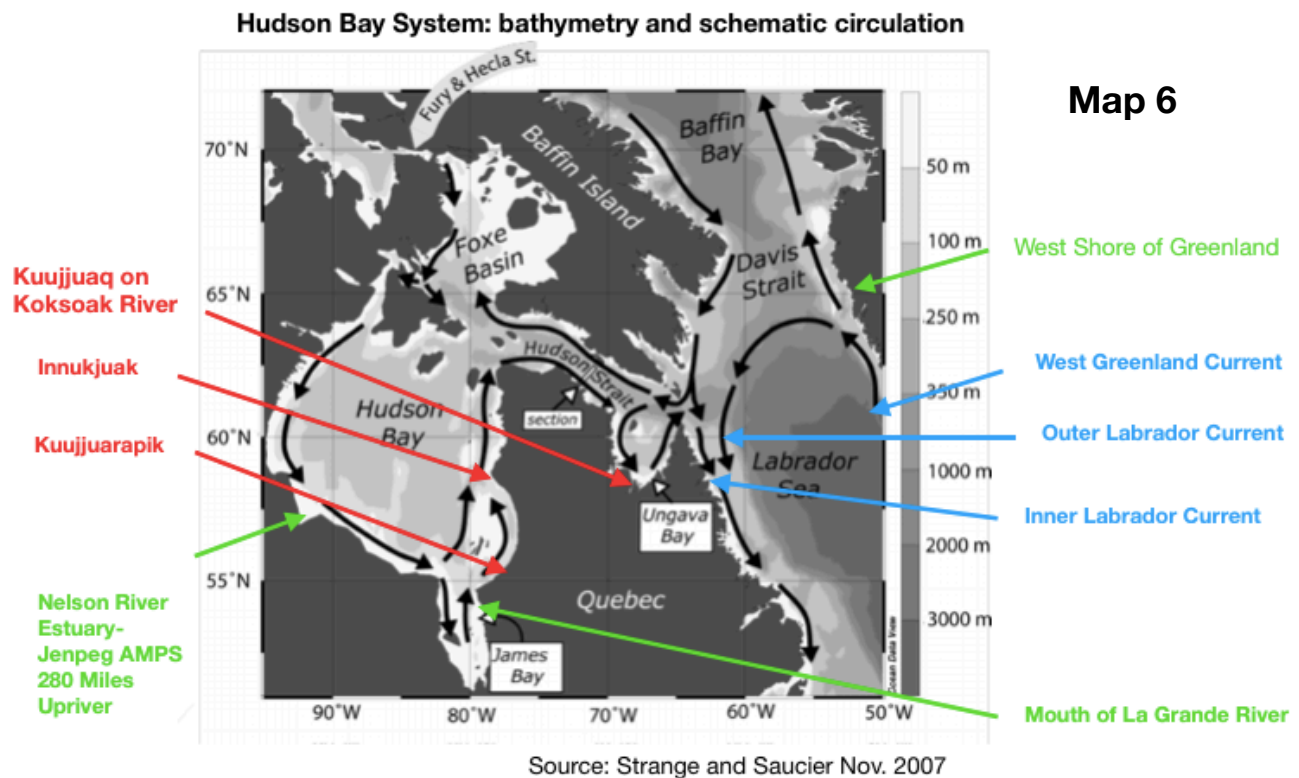 Hudson Bay System: bathymetry and schematic circulation
Map 6
Fury & Hecla St.
Baffin
Bay
Baffin Island
70°N
50 m
100 m
West Shore of Greenland
Foxe
Basin
Davis
Strait
Kuujjuaq on
Koksoak River
65°N
250 m
Hudson Strait
West Greenland Current
350 m
Innukjuak
section
Hudson
Bay
60°N
Outer Labrador Current
Kuujjuarapik
Labrador
Sea
1000 m
Ungava
Bay
Inner Labrador Current
2000 m
55°N
Quebec
Nelson River
Estuary-
Jenpeg AMPS
280 Miles
Upriver
3000 m
James
Bay
Ocean Data View
90°W
80°W
70°W
60°W
50°W
Mouth of La Grande River
Source: Strange and Saucier Nov. 2007